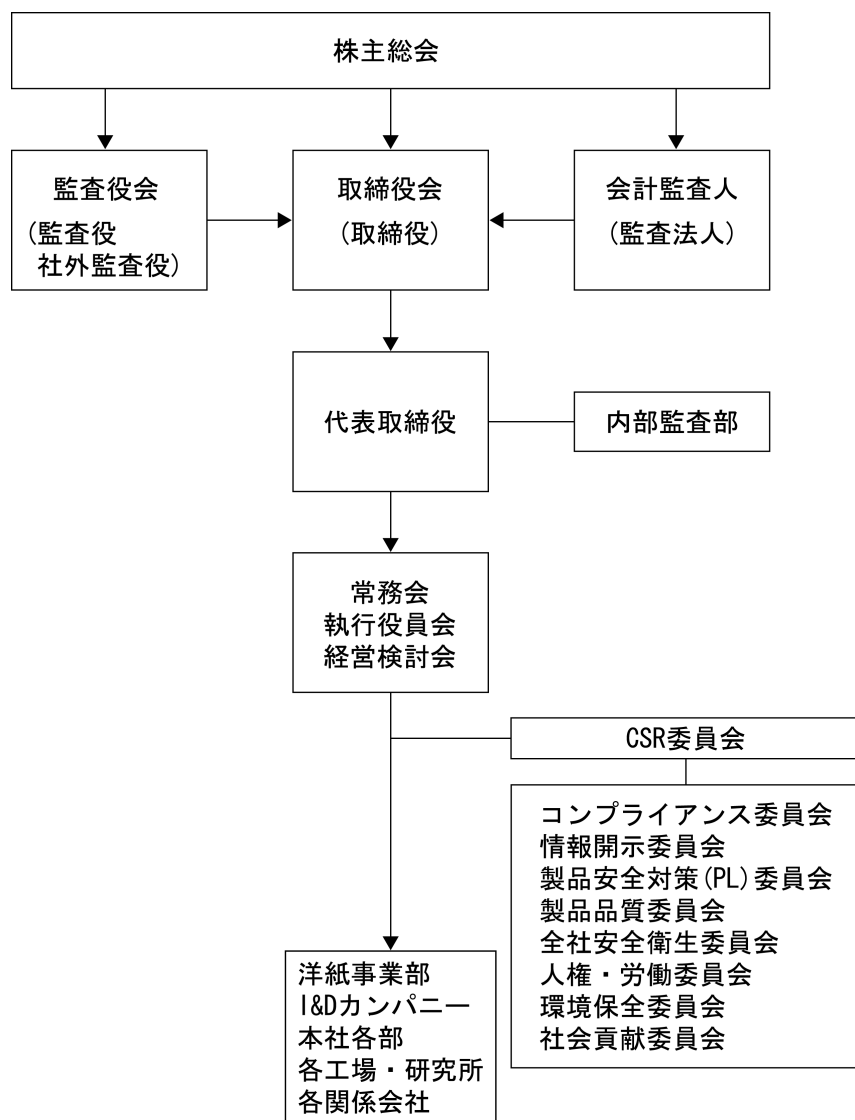 株主総会
監査役会
(監査役
社外監査役)
取締役会
(取締役)
会計監査人
(監査法人)
代表取締役
内部監査部
常務会
執行役員会
経営検討会
CSR委員会
コンプライアンス委員会
情報開示委員会
製品安全対策(PL)委員会
製品品質委員会
全社安全衛生委員会
人権・労働委員会
環境保全委員会
社会貢献委員会
洋紙事業部
I&Dカンパニー
本社各部
各工場・研究所
各関係会社